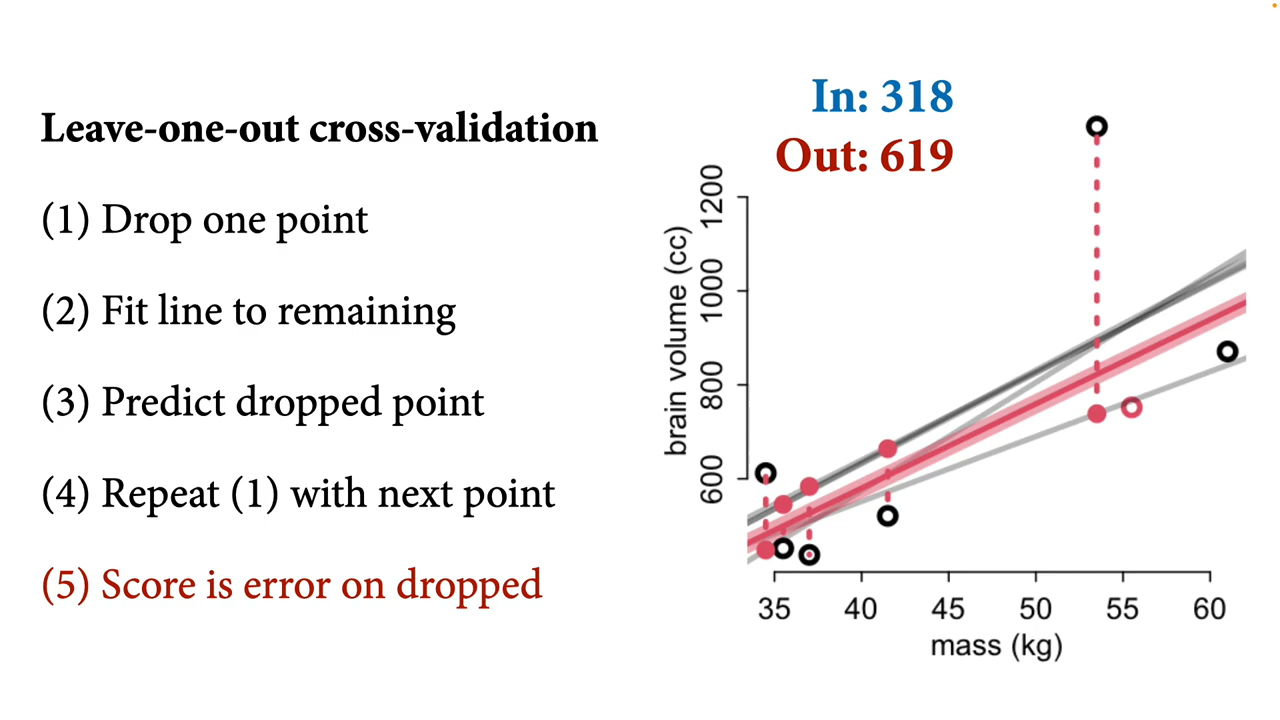 Leave-one-out cross-validation
(1) Drop one point
(2) Fit line to remaining
(3) Predict dropped point
(4) Repeat (1) with next point
(5) Score is error on dropped
In: 318
Out: 619
brain volume (cc)
1200
1000
800
600
35 40 45 50 55 60
mass (kg)